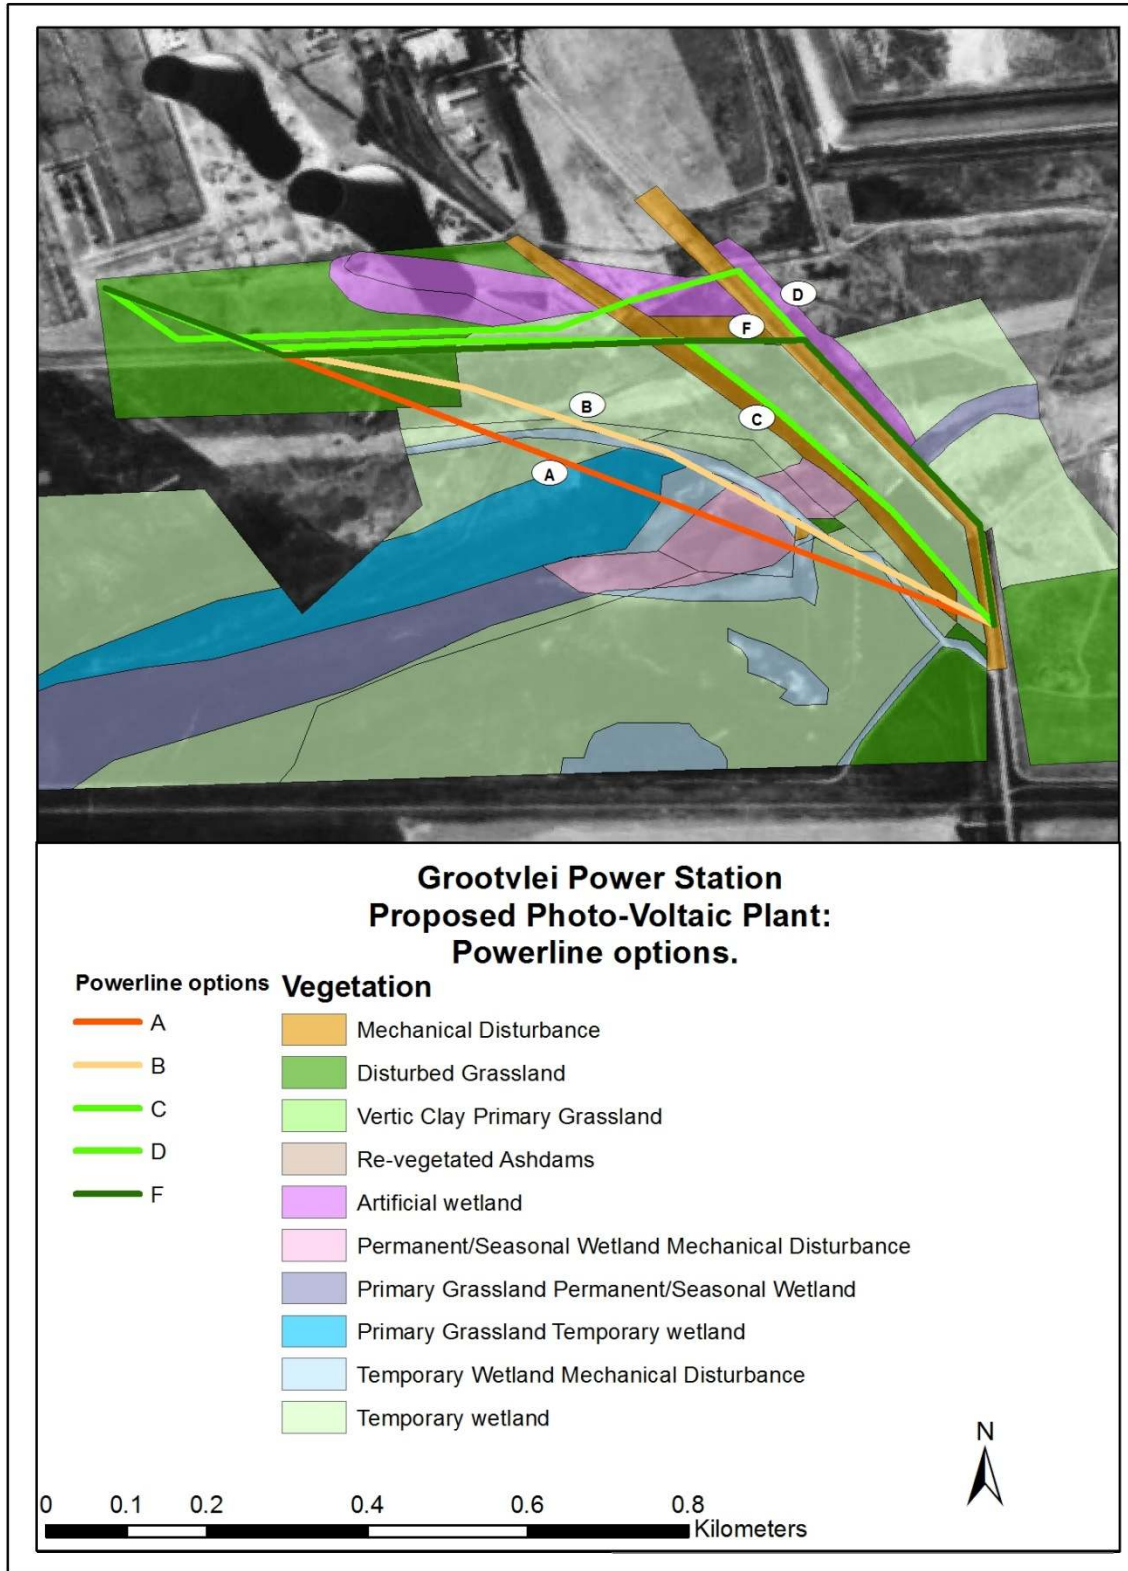 D
F
B
C
A
Grootvlei Power Station
Proposed Photo-Voltaic Plant:
Powerline options.
Powerline options
A
B
C
D
F
Vegetation
Mechanical Disturbance
Disturbed Grassland
Vertic Clay Primary Grassland
Re-vegetated Ashdams
Artificial wetland
Permanent/Seasonal Wetland Mechanical Disturbance
Primary Grassland Permanent/Seasonal Wetland
Primary Grassland Temporary wetland
Temporary Wetland Mechanical Disturbance
Temporary wetland
N
0 0.1 0.2 0.4 0.6 0.8
Kilometers